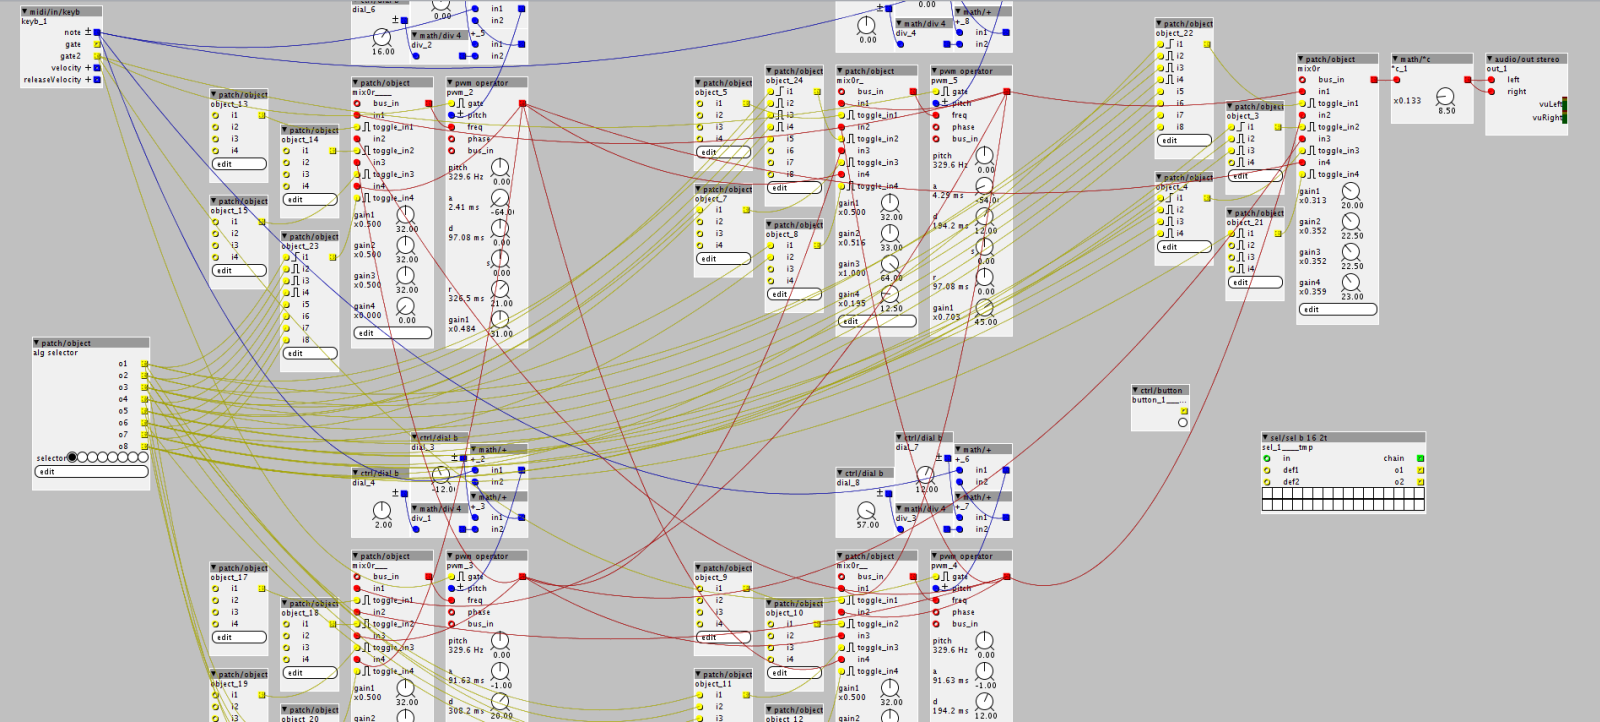 midi/in/keyb
keyb_1
note
gate
gate2
velocity +
releaseVelocity +
dial_6
16.00
0.00
math/div 4
div_2
in1
in2
+_5
in1
in2
0.00
0.00
math/div 4
div_4
math/+
+_8
in1
in2
patch/object
object_13
i1
i2
i3
i4
edit
patch/object
object_14
i1
i2
i3
i4
edit
patch/object
object_15
i1
i2
i3
i4
edit
patch/object
object_23
i1
i2
i3
i4
i5
i6
i7
i8
edit
patch/object
mix0r____
bus_in
in1
toggle_in1
in2
toggle_in2
in3
toggle_in3
in4
toggle_in4
gain1
x0.500
32.00
gain2
x0.500
32.00
gain3
x0.500
32.00
gain4
x0.000
0.00
edit
pwm operator
pwm_2
gate
pitch
freq
phase
bus_in
pitch
329.6 Hz
0.00
a
2.41 ms
-64.0
d
97.08 ms
0.00
s
0.00
r
326.5 ms
21.00
gain1
x0.484
31.00
patch/object
object_5
i1
i2
i3
i4
edit
patch/object
object_24
i1
i2
i3
i4
i5
i6
i7
i8
edit
patch/object
object_7
i1
i2
i3
i4
edit
patch/object
object_8
i1
i2
i3
i4
edit
patch/object
mix0r_
bus_in
in1
toggle_in1
in2
toggle_in2
in3
toggle_in3
in4
toggle_in4
gain1
x0.500
32.00
gain2
x0.516
33.00
gain3
x1.000
64.00
gain4
x0.195
12.50
edit
pwm operator
pwm_5
gate
pitch
freq
phase
bus_in
pitch
329.6 Hz
0.00
a
4.29 ms
-54.0
d
194.2 ms
12.00
s
0.00
r
97.08 ms
0.00
gain1
x0.703
45.00
patch/object
object_22
i1
i2
i3
i4
i5
i6
i7
i8
edit
patch/object
object_3
i1
i2
i3
i4
edit
patch/object
object_4
i1
i2
i3
i4
edit
patch/object
object_21
i1
i2
i3
i4
edit
patch/object
mix0r
bus_in
in1
toggle_in1
in2
toggle_in2
in3
toggle_in3
in4
toggle_in4
gain1
x0.313
20.00
gain2
x0.352
22.50
gain3
x0.352
22.50
gain4
x0.359
23.00
edit
math/*c
*c_1
x0.133
8.50
audio/out stereo
out_1
left
right
vuLeft
vuRight
patch/object
alg selector
o1
o2
o3
o4
o5
o6
o7
o8
selector
edit
ctrl/button
button_1___...
sel/sel b 16 2t
sel_1____tmp
in
chain
def1
o1
def2
o2
ctrl/dial b
dial_3
-12.0
math/+
+_2
in1
in2
ctrl/dial b
dial_4
2.00
math/div 4
div_1
math/+
+_3
in1
in2
ctrl/dial b
dial_7
12.00
math/+
+_6
in1
in2
ctrl/dial b
dial_8
57.00
math/div 4
div_3
math/+
+_7
in1
in2
patch/object
object_17
i1
i2
i3
i4
edit
patch/object
object_18
i1
i2
i3
i4
edit
patch/object
object_19
i1
i2
i3
patch/object
object_20
patch/object
mix0r___
bus_in
in1
toggle_in1
in2
toggle_in2
in3
toggle_in3
in4
toggle_in4
gain1
x0.500
32.00
gain2
pwm operator
pwm_3
gate
pitch
freq
phase
bus_in
pitch
329.6 Hz
0.00
a
91.63 ms
-1.00
d
308.2 ms
20.00
patch/object
object_9
i1
i2
i3
i4
edit
patch/object
object_10
i1
i2
i3
i4
edit
patch/object
object_11
i1
i2
i3
patch/object
object_12
patch/object
mix0r__
bus_in
in1
toggle_in1
in2
toggle_in2
in3
toggle_in3
in4
toggle_in4
gain1
x0.500
32.00
gain2
pwm operator
pwm_4
gate
pitch
freq
phase
bus_in
pitch
329.6 Hz
0.00
a
91.63 ms
-1.00
d
194.2 ms
12.00